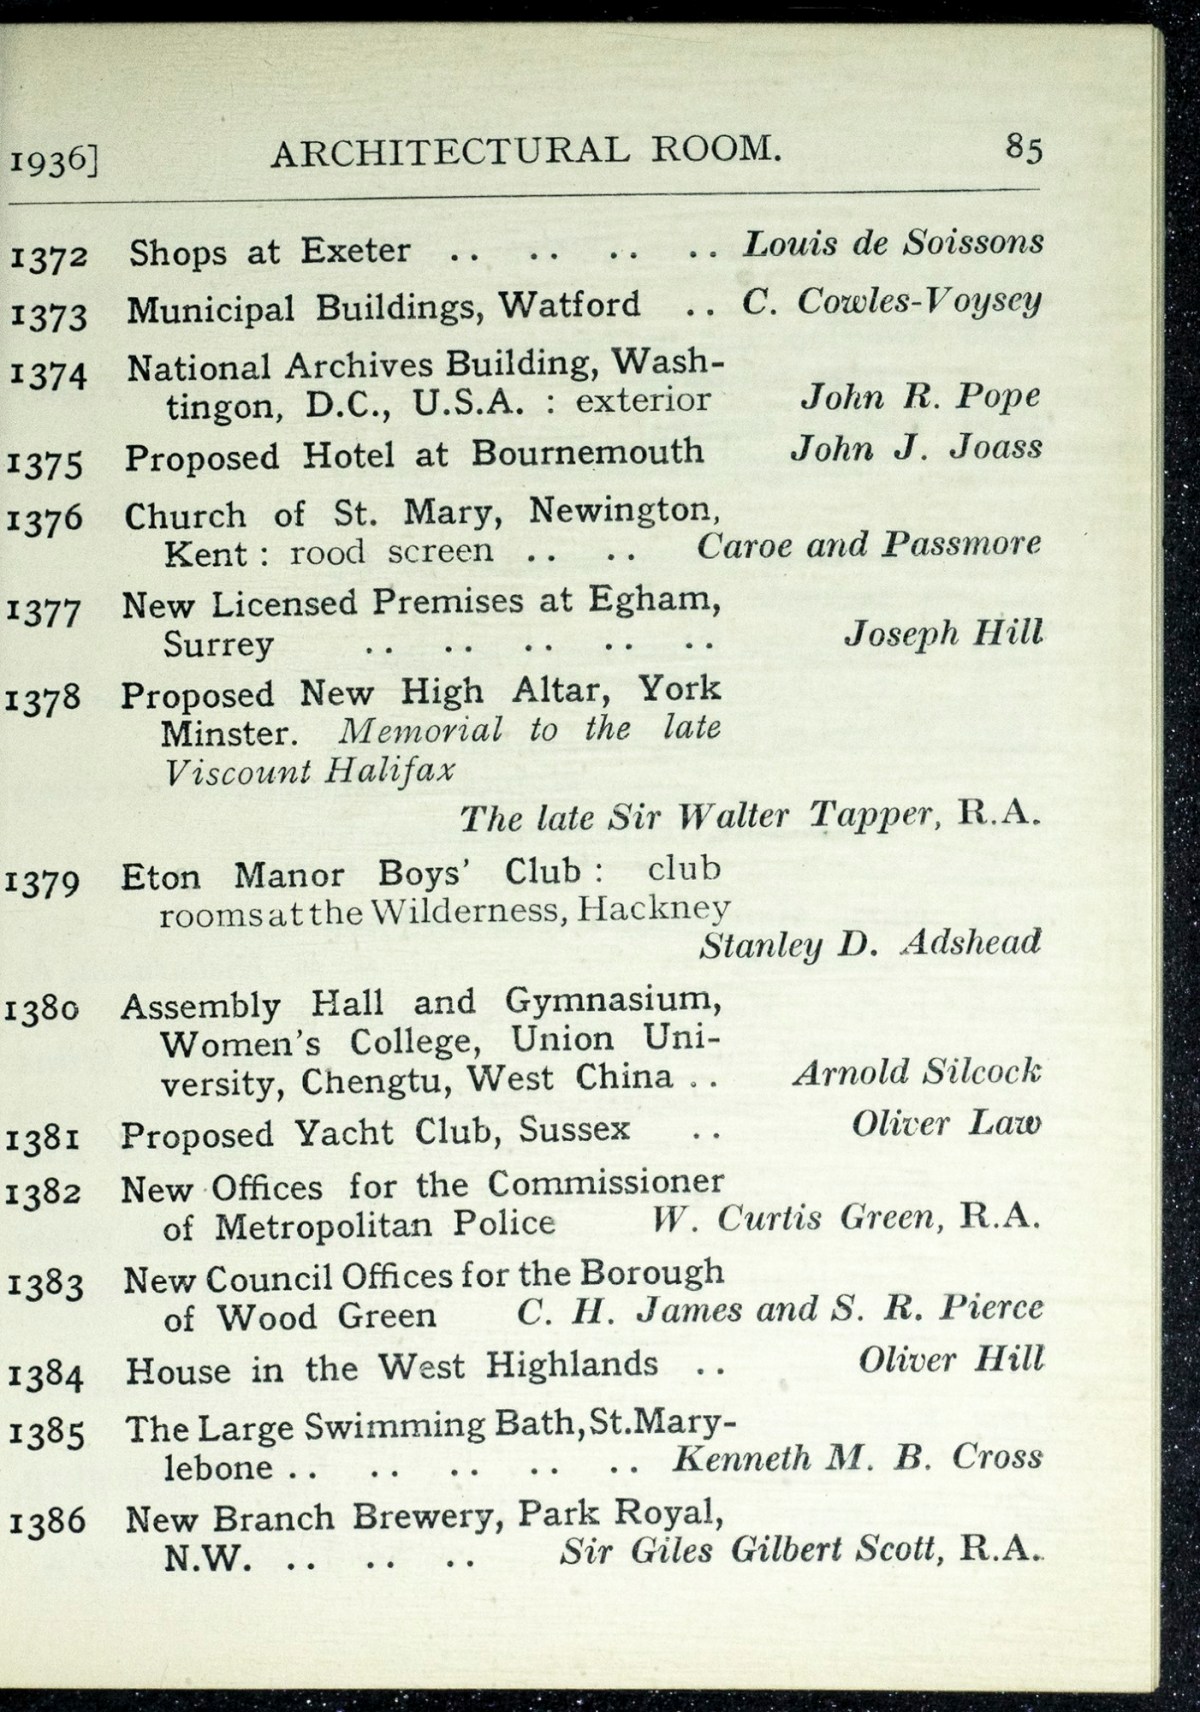 1936] ARCHITECTURAL ROOM. 85
1372 Shops at Exeter .. .. .. .. Louis de Soissons
1373 Municipal Buildings, Watford .. C. Cowles-Voysey
1374 National Archives Building, Wash-
tingon, D.C., U.S.A. : exterior John R. Pope
1375 Proposed Hotel at Bournemouth John J. Joass
1376 Church of St. Mary, Newington,
Kent : rood screen .. .. Caroe and Passmore
1377 New Licensed Premises at Egham,
Surrey .. .. .. .. .. Joseph Hill
1378 Proposed New High Altar, York
Minster. Memorial to the late
Viscount Halifax
The late Sir Walter Tapper, R.A.
1379 Eton Manor Boys' Club : club
rooms at the Wilderness, Hackney
Stanley D. Adshead
1380 Assembly Hall and Gymnasium,
Women's College, Union Uni-
versity, Chengtu, West China .. Arnold Silcock
1381 Proposed Yacht Club, Sussex .. Oliver Law
1382 New Offices for the Commissioner
of Metropolitan Police W. Curtis Green, R.A.
1383 New Council Offices for the Borough
of Wood Green C. H. James and S. R. Pierce
1384 House in the West Highlands .. Oliver Hill
1385 The Large Swimming Bath, St. Mary-
lebone .. .. .. .. .. Kenneth M. B. Cross
1386 New Branch Brewery, Park Royal,
N.W. .. .. .. Sir Giles Gilbert Scott, R.A.